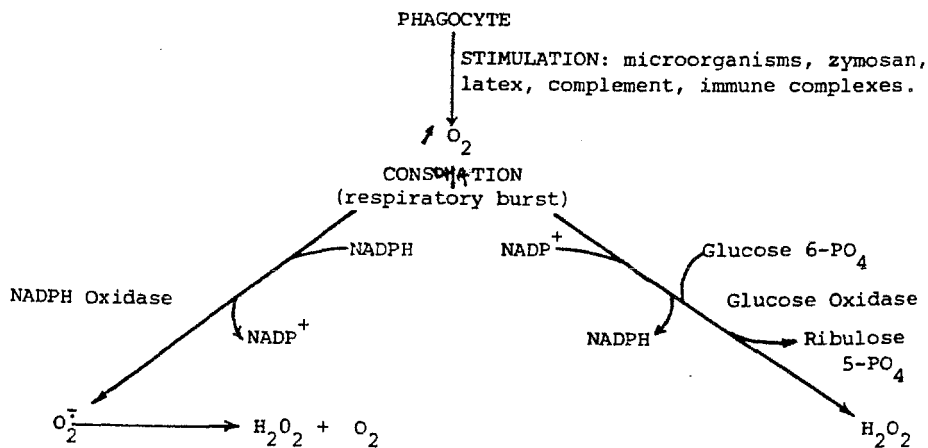 PHAGOCYTE
STIMULATION: microorganisms, zymosan,
latex, complement, immune complexes.
O2
(respiratory burst)
NADPH
NADP+
Glucose 6-PO4
NADPH Oxidase
Glucose Oxidase
NADP+
NADPH
Ribulose
5-PO4
O2-̇
H2O2 + O2
H2O2